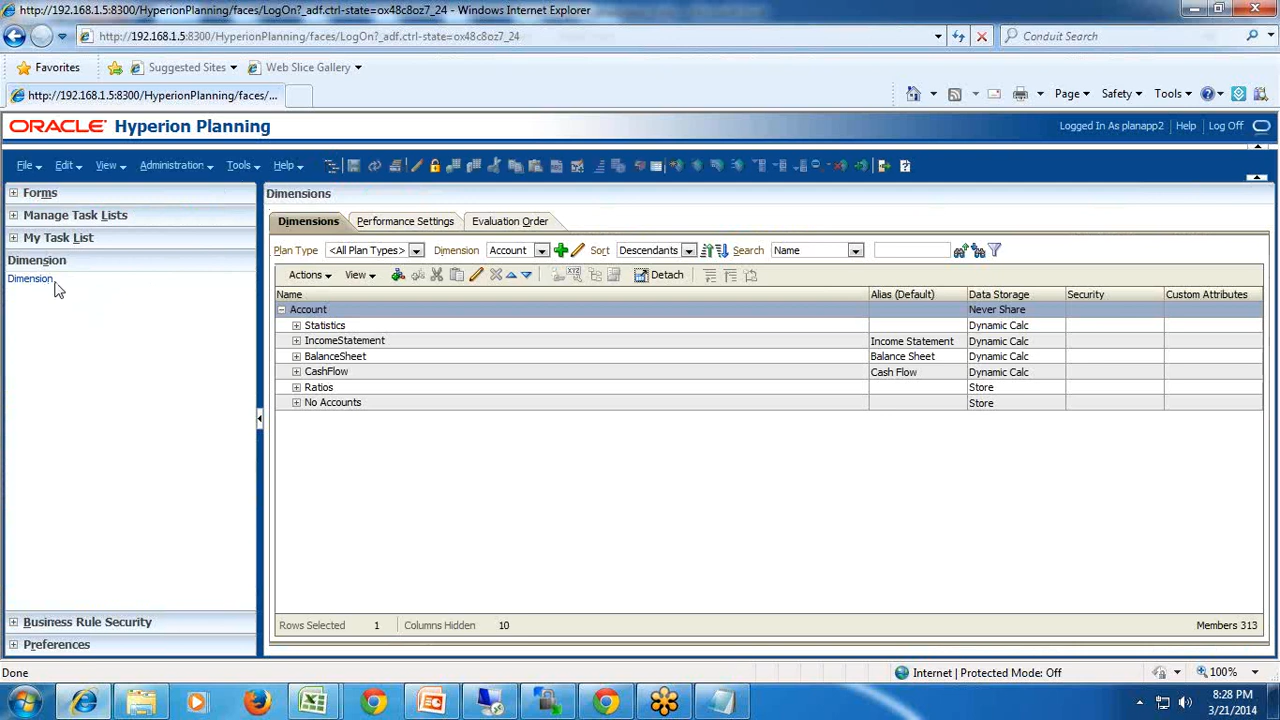 http://192.168.1.5:8300/HyperionPlanning/faces/LogOn?_adf.ctrl-state=ox48c8oz7_24 - Windows Internet Explorer
http://192.168.1.5:8300/HyperionPlanning/faces/LogOn?_adf.ctrl-state=ox48c8oz7_24
Conduit Search
Favorites Suggested Sites Web Slice Gallery
http://192.168.1.5:8300/HyperionPlanning/faces/...
Page Safety Tools
ORACLE Hyperion Planning
Logged In As planapp2 Help Log Off
File Edit View Administration Tools Help
Forms
Manage Task Lists
My Task List
Dimension
Dimension
Business Rule Security
Preferences
Dimensions
Dimensions Performance Settings Evaluation Order
Plan Type <All Plan Types> Dimension Account Sort Descendants Search Name
Actions View Detach
Name Alias (Default) Data Storage Security Custom Attributes
Account Never Share
Statistics Dynamic Calc
IncomeStatement Income Statement Dynamic Calc
BalanceSheet Balance Sheet Dynamic Calc
CashFlow Cash Flow Dynamic Calc
Ratios Store
No Accounts Store
Rows Selected 1 Columns Hidden 10 Members 313
Done
Internet | Protected Mode: Off
100%
8:28 PM
3/21/2014